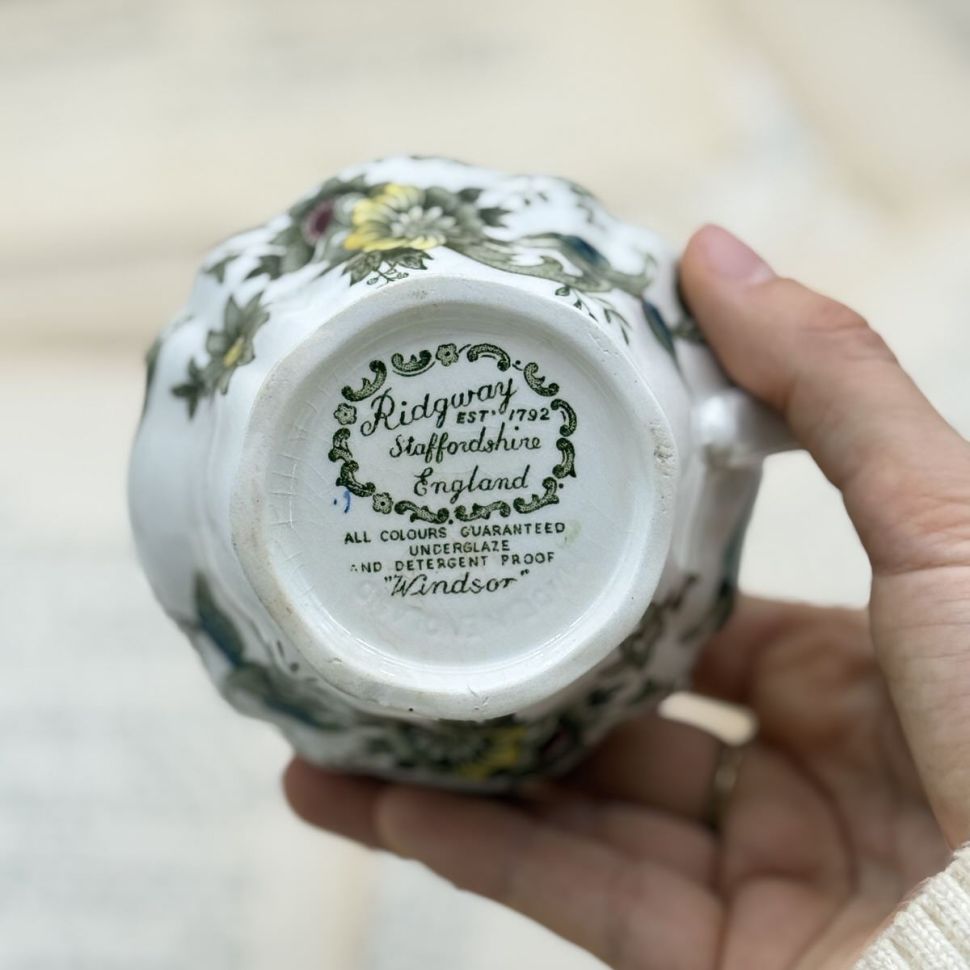 Ridgway
EST' 1792
Staffordshire
England
ALL COLOURS GUARANTEED
UNDERGLAZE
AND DETERGENT PROOF
"Windsor"